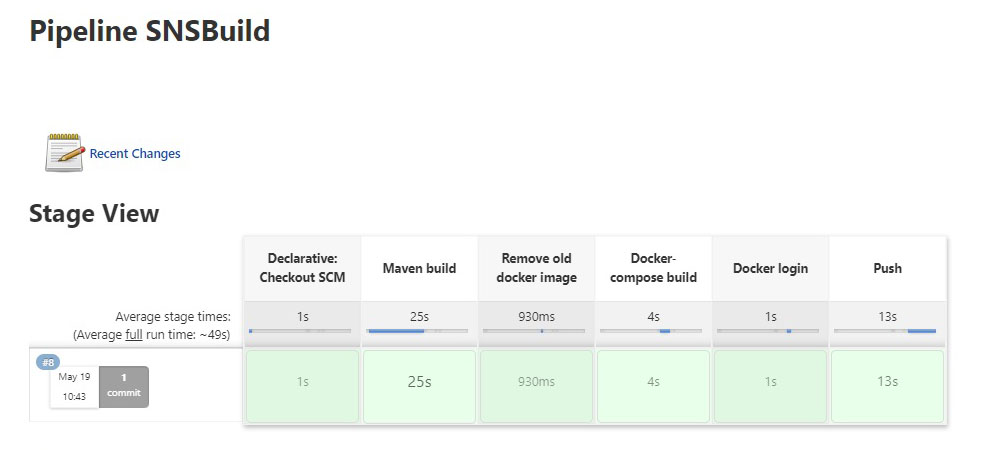 Pipeline SNSBuild
Recent Changes
Stage View
Declarative:
Checkout SCM
Maven build
Remove old
docker image
Docker-
compose build
Docker login
Push
Average stage times:
(Average full run time: ~49s)
1s
25s
930ms
4s
1s
13s
#8
May 19
10:43
1
commit
1s
25s
930ms
4s
1s
13s